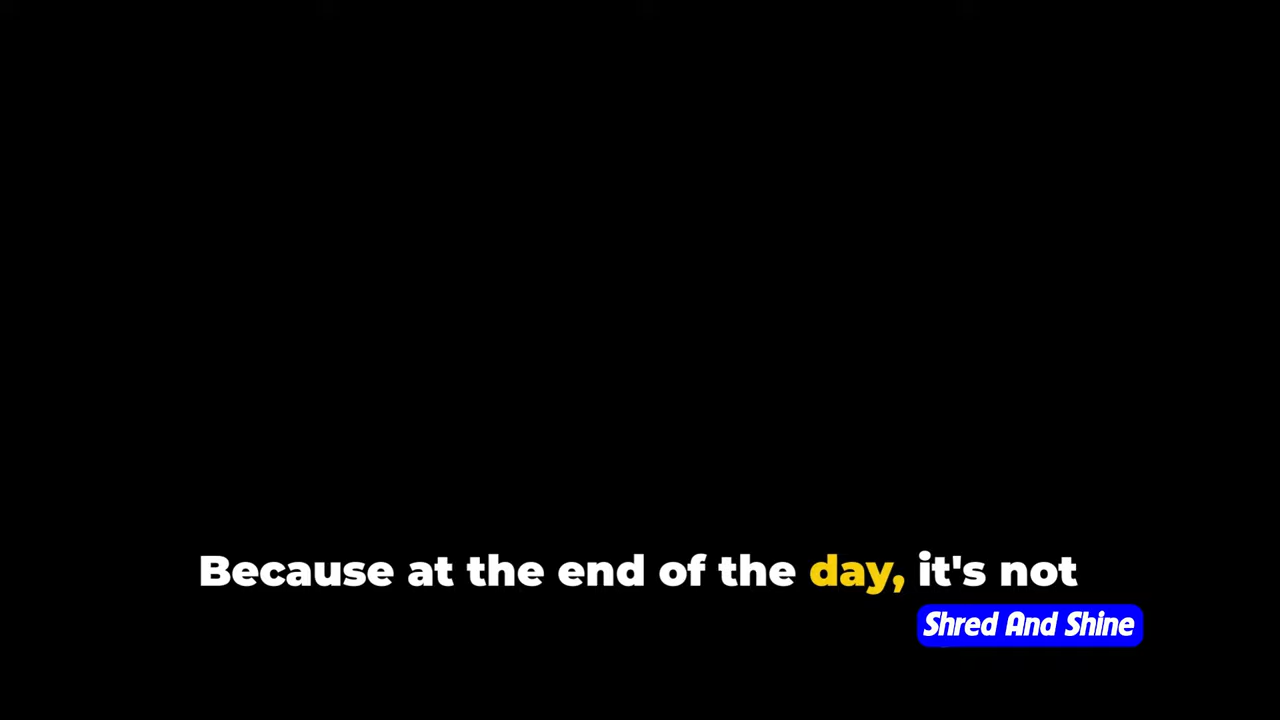 Because at the end of the day, it's not
Shred And Shine